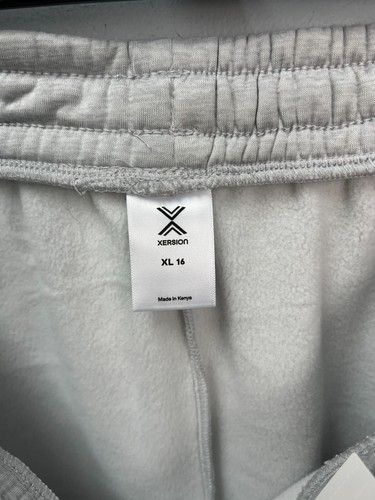 XERSION
XL 16
Made in Kenya